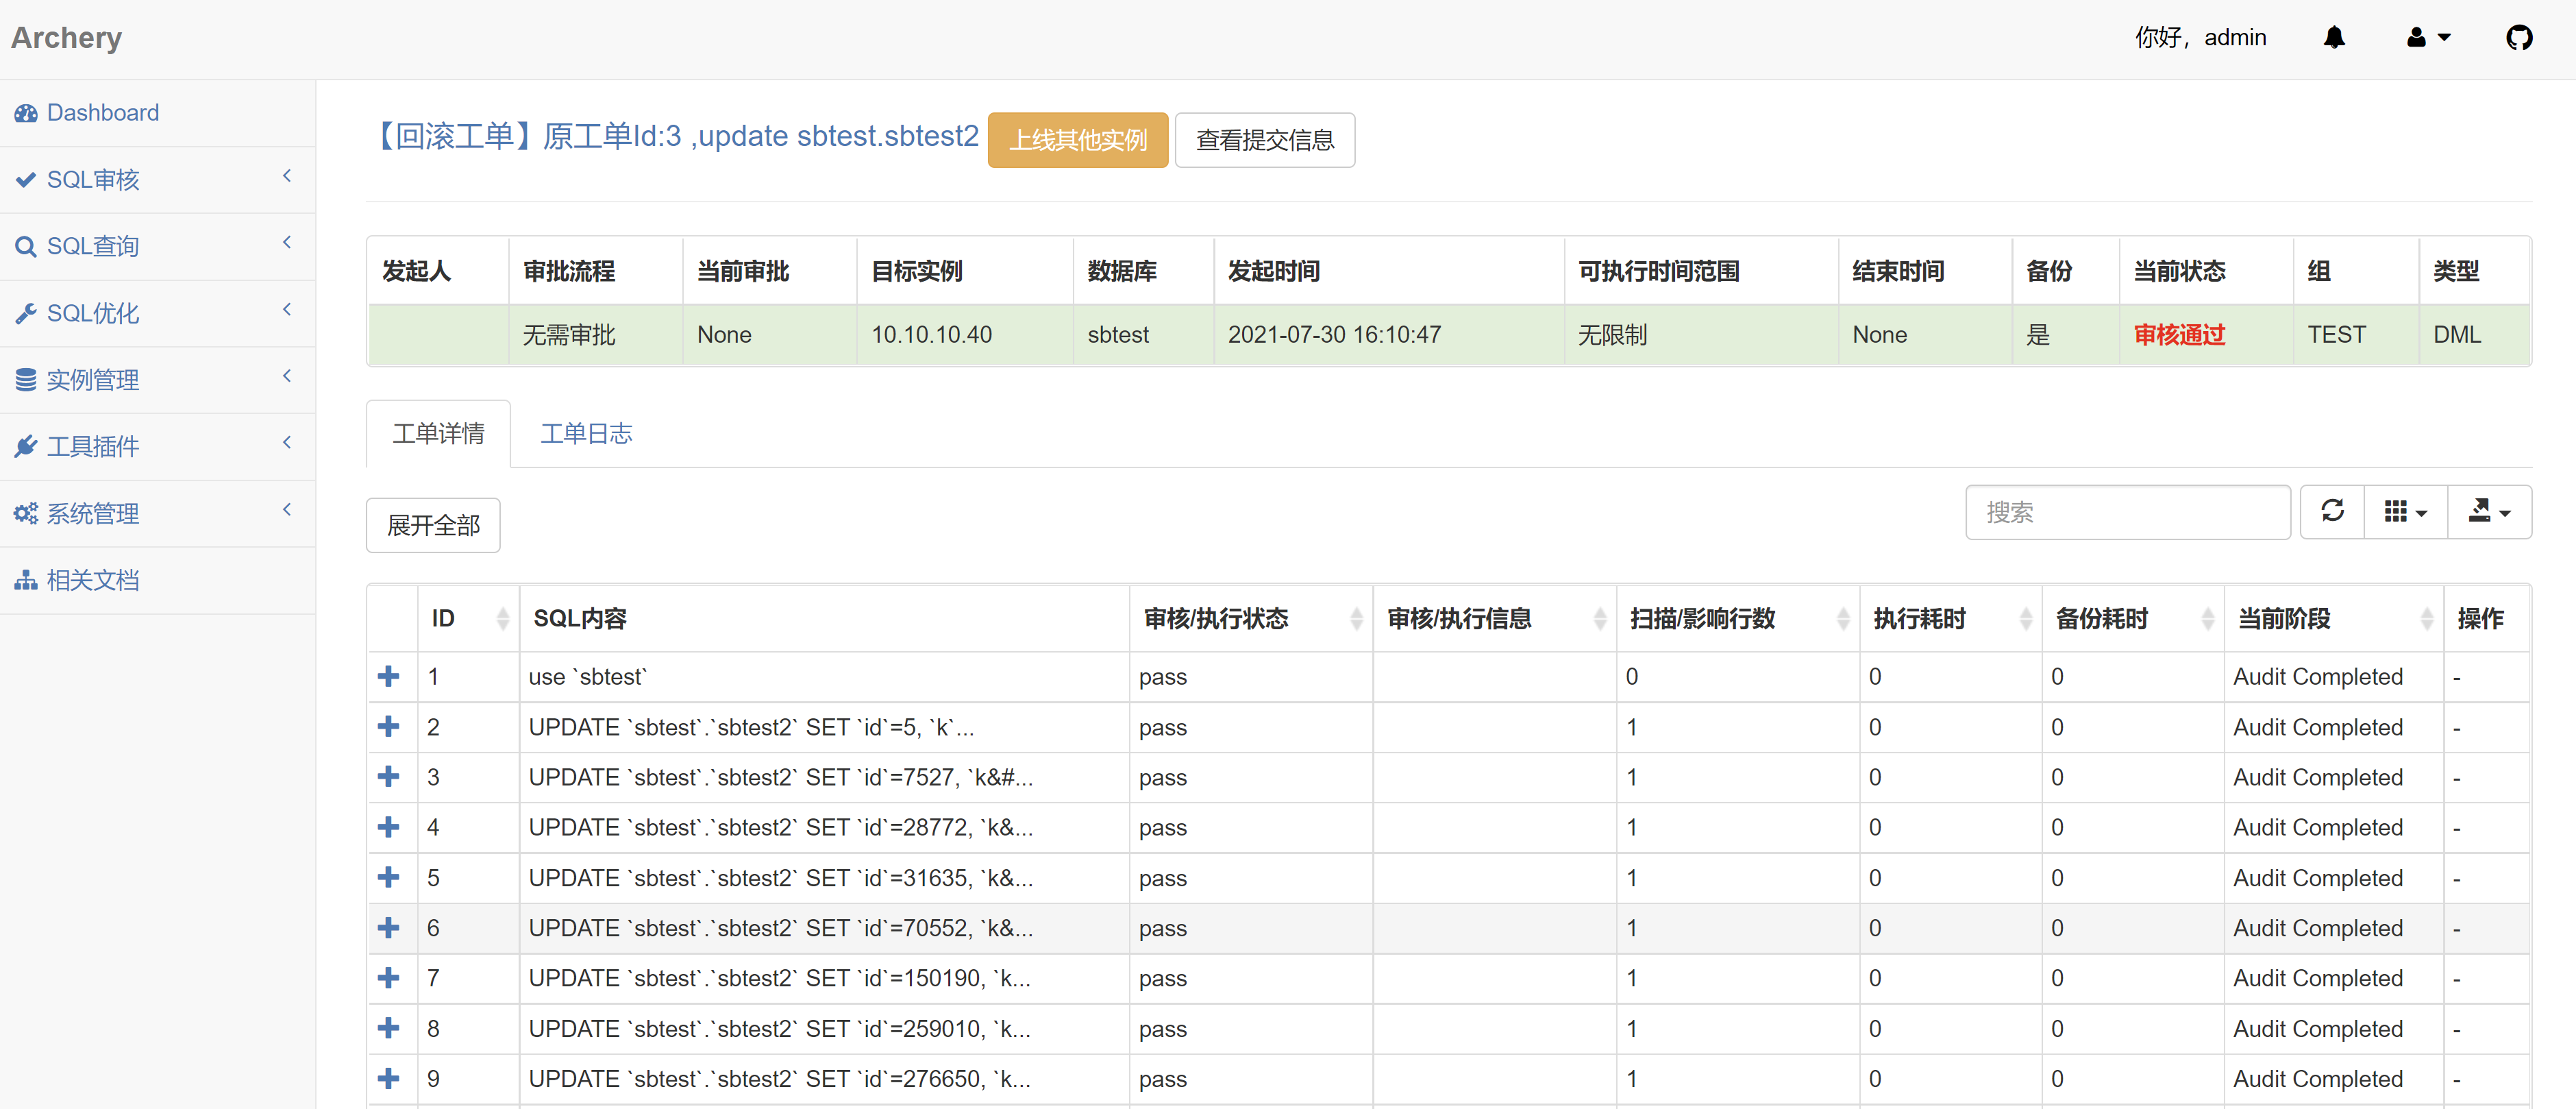 Archery
你好，admin
Dashboard
SQL审核
SQL查询
SQL优化
实例管理
工具插件
系统管理
相关文档
【回滚工单】原工单Id:3 ,update sbtest.sbtest2 上线其他实例 查看提交信息
发起人 审批流程 当前审批 目标实例 数据库 发起时间 可执行时间范围 结束时间 备份 当前状态 组 类型
无需审批 None 10.10.10.40 sbtest 2021-07-30 16:10:47 无限制 None 是 审核通过 TEST DML
工单详情 工单日志
展开全部 搜索
ID SQL内容 审核/执行状态 审核/执行信息 扫描/影响行数 执行耗时 备份耗时 当前阶段 操作
1 use `sbtest` pass 0 0 0 Audit Completed -
2 UPDATE `sbtest`.`sbtest2` SET `id`=5, `k`... pass 1 0 0 Audit Completed -
3 UPDATE `sbtest`.`sbtest2` SET `id`=7527, `k&#... pass 1 0 0 Audit Completed -
4 UPDATE `sbtest`.`sbtest2` SET `id`=28772, `k&... pass 1 0 0 Audit Completed -
5 UPDATE `sbtest`.`sbtest2` SET `id`=31635, `k&... pass 1 0 0 Audit Completed -
6 UPDATE `sbtest`.`sbtest2` SET `id`=70552, `k&... pass 1 0 0 Audit Completed -
7 UPDATE `sbtest`.`sbtest2` SET `id`=150190, `k... pass 1 0 0 Audit Completed -
8 UPDATE `sbtest`.`sbtest2` SET `id`=259010, `k... pass 1 0 0 Audit Completed -
9 UPDATE `sbtest`.`sbtest2` SET `id`=276650, `k... pass 1 0 0 Audit Completed -